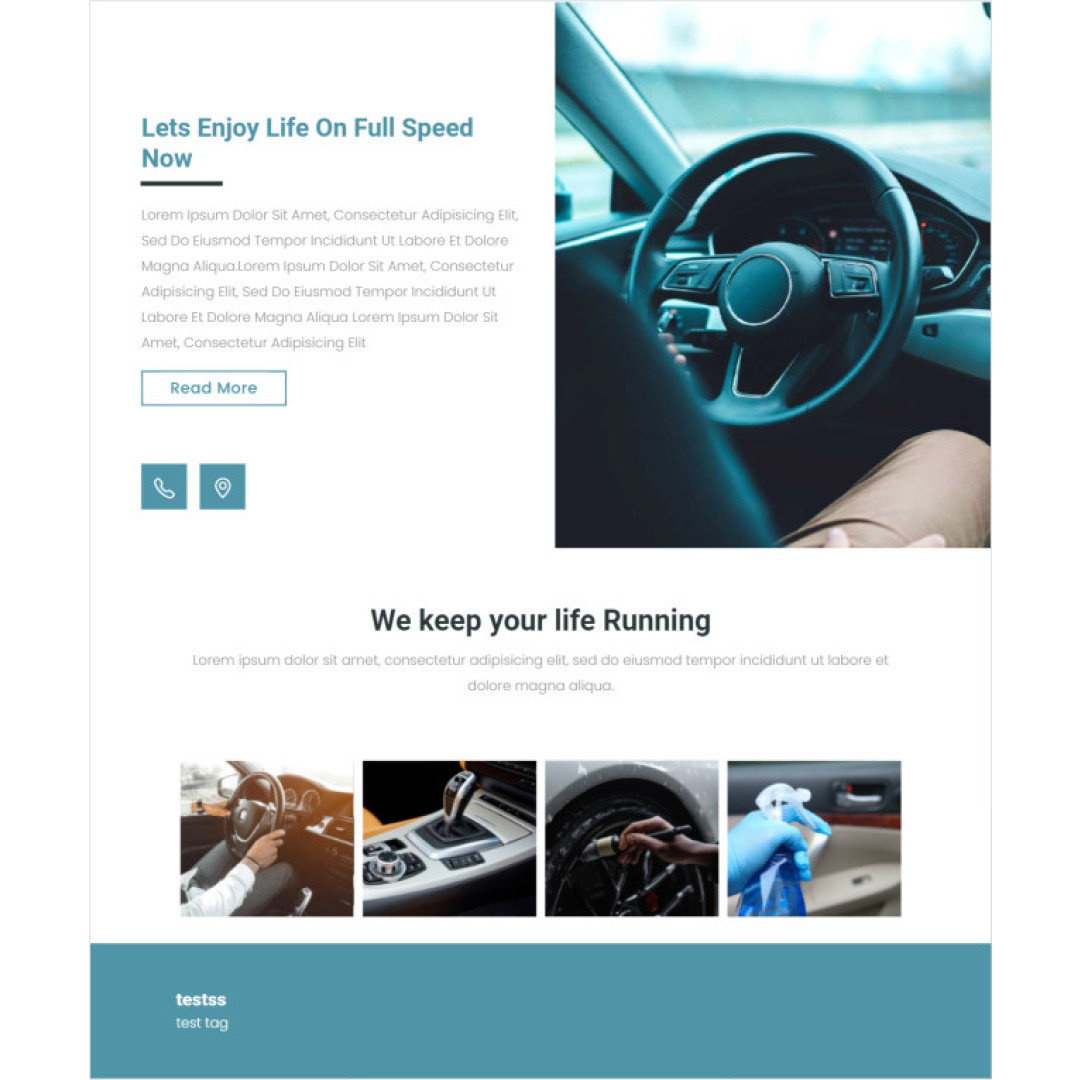 Lets Enjoy Life On Full Speed
Now
Lorem Ipsum Dolor Sit Amet, Consectetur Adipisicing Elit,
Sed Do Eiusmod Tempor Incididunt Ut Labore Et Dolore
Magna Aliqua.Lorem Ipsum Dolor Sit Amet, Consectetur
Adipisicing Elit, Sed Do Eiusmod Tempor Incididunt Ut
Labore Et Dolore Magna Aliqua Lorem Ipsum Dolor Sit
Amet, Consectetur Adipisicing Elit
Read More
We keep your life Running
Lorem ipsum dolor sit amet, consectetur adipisicing elit, sed do eiusmod tempor incididunt ut labore et
dolore magna aliqua.
testss
test tag